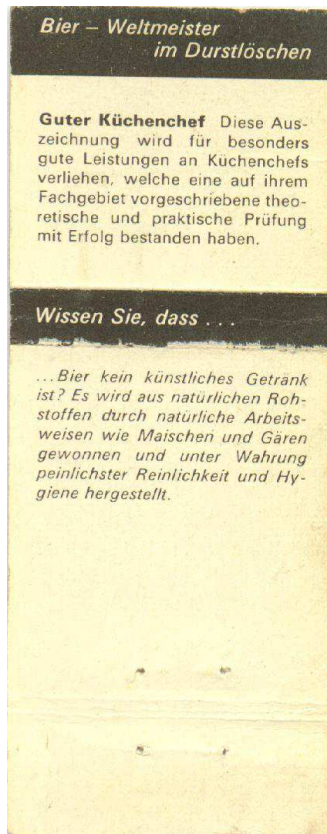 Bier – Weltmeister
im Durstlöschen
Guter Küchenchef Diese Aus-
zeichnung wird für besonders
gute Leistungen an Küchenchefs
verliehen, welche eine auf ihrem
Fachgebiet vorgeschriebene theo-
retische und praktische Prüfung
mit Erfolg bestanden haben.
Wissen Sie, dass . . .
...Bier kein künstliches Getränk
ist? Es wird aus natürlichen Roh-
stoffen durch natürliche Arbeits-
weisen wie Maischen und Gären
gewonnen und unter Wahrung
peinlichster Reinlichkeit und Hy-
giene hergestellt.